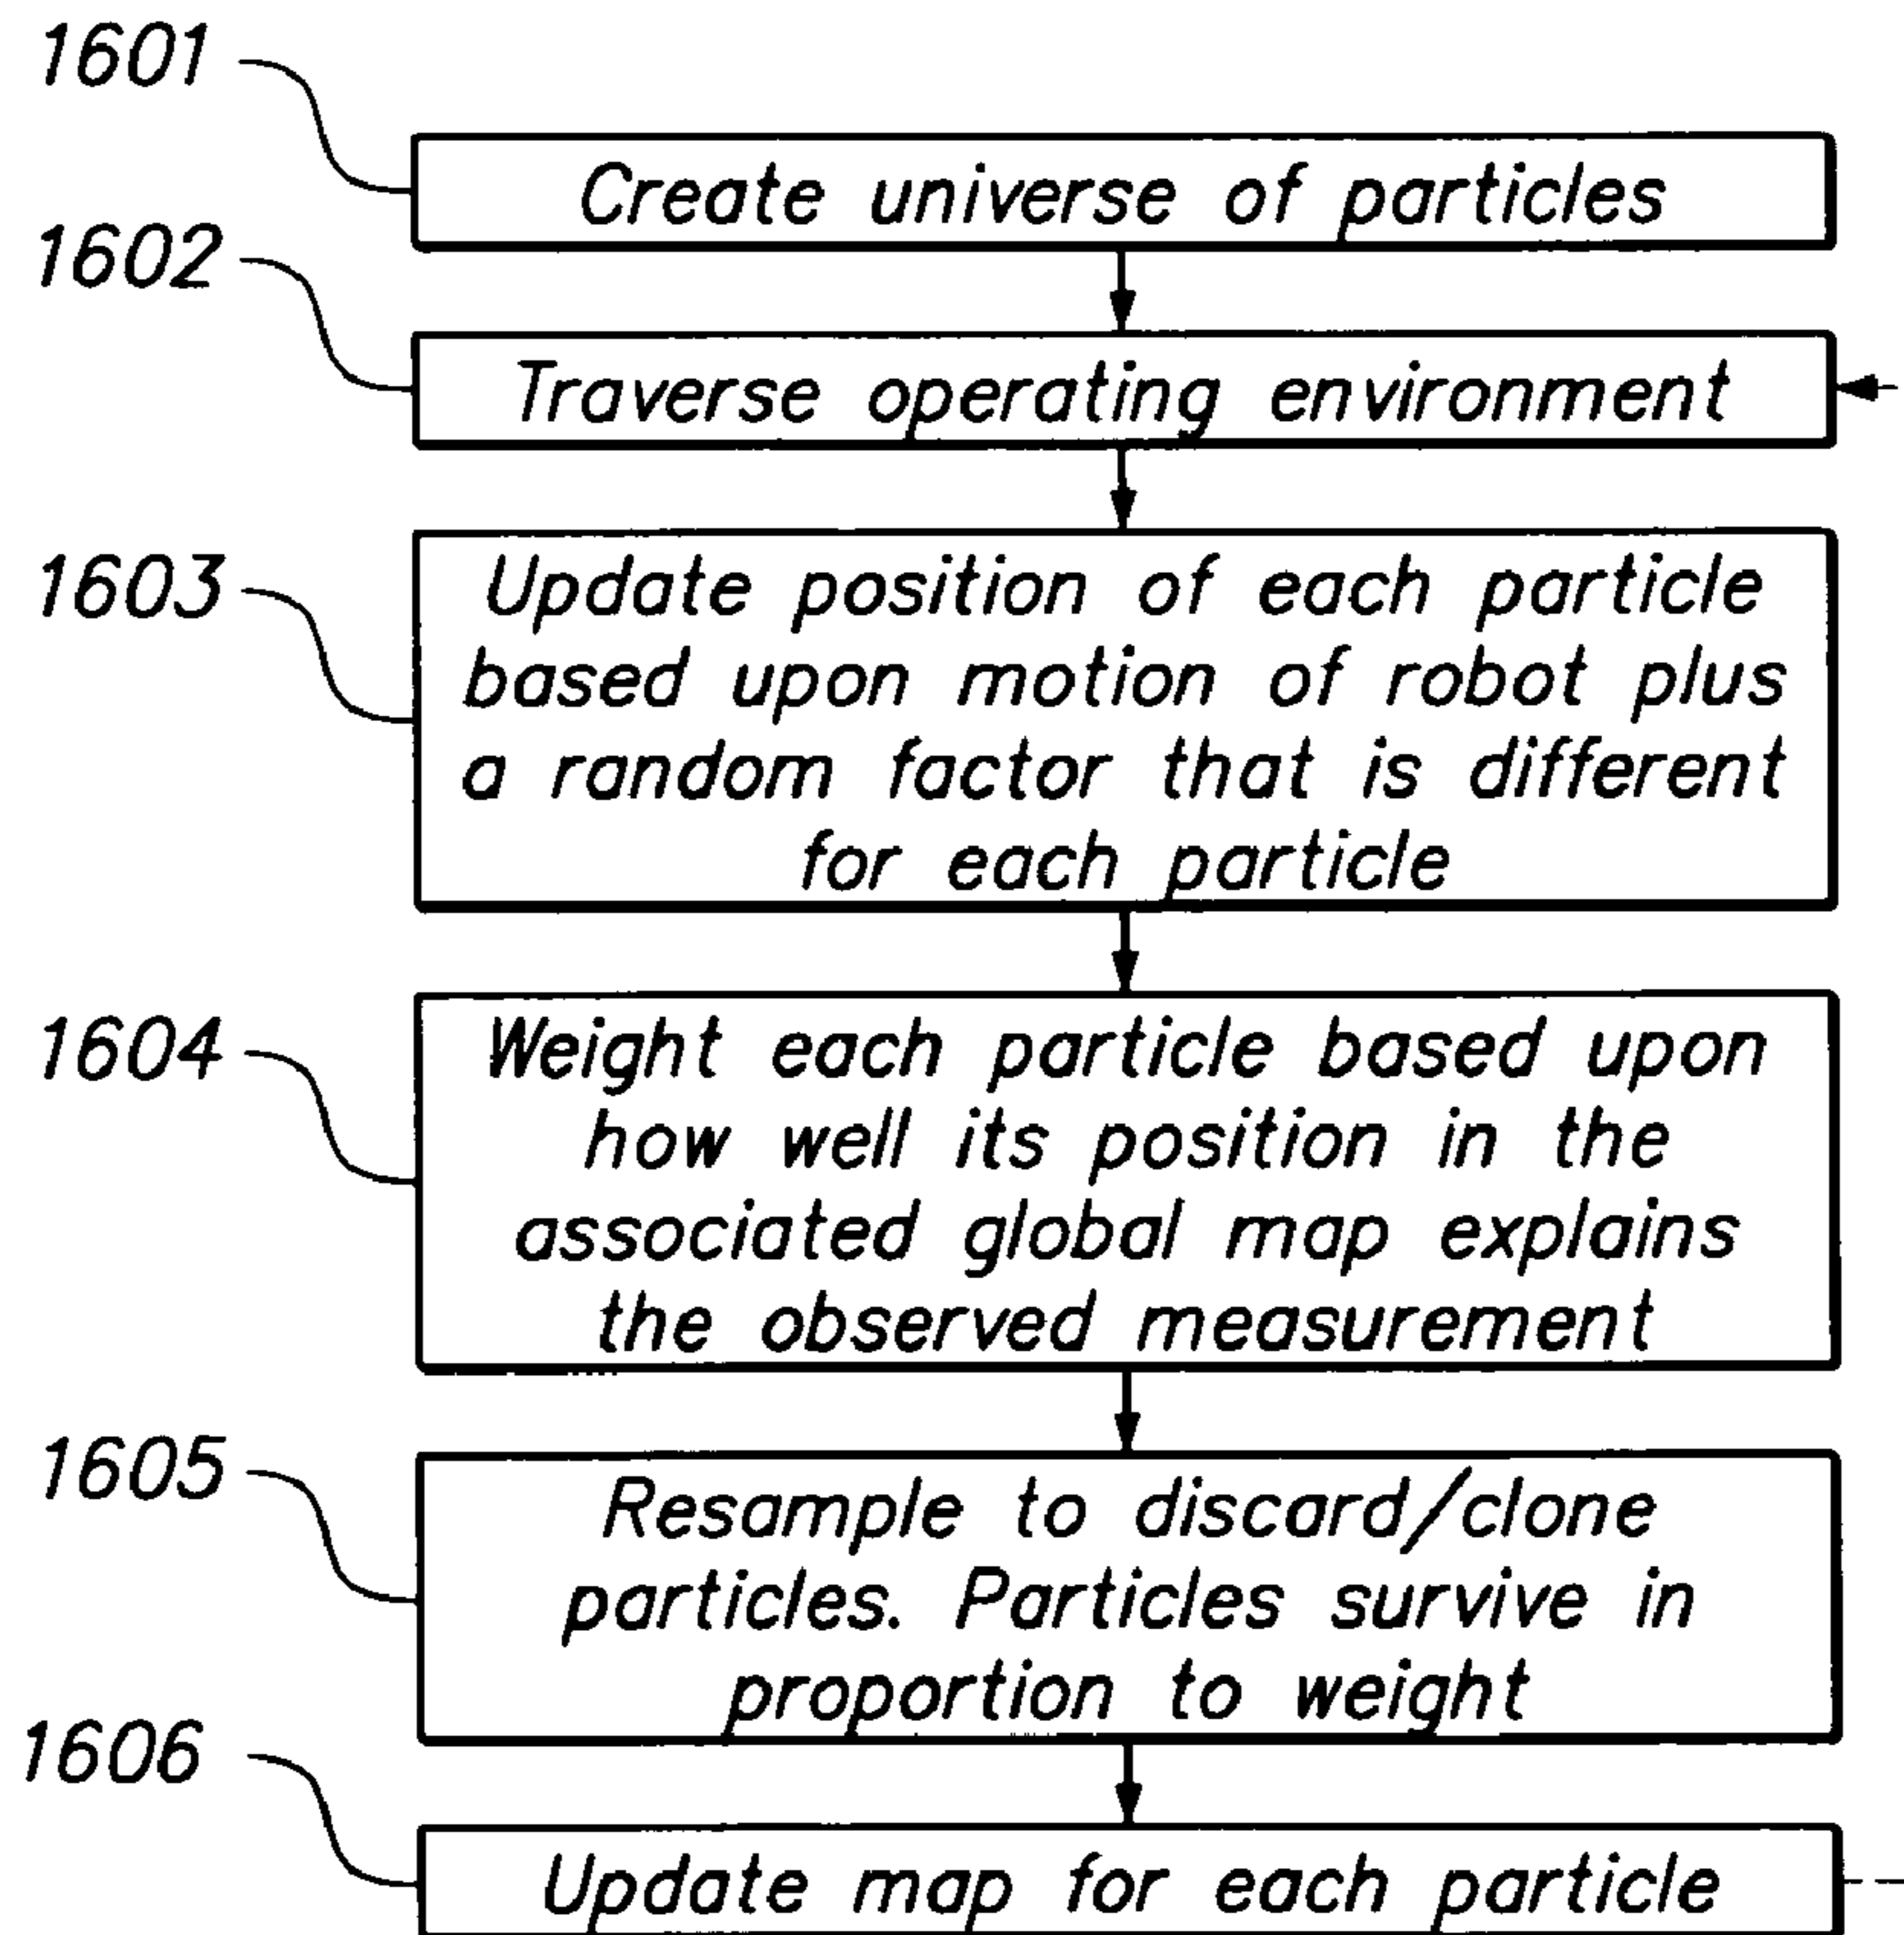 1601
Create universe of particles
1602
Traverse operating environment
1603
Update position of each particle
based upon motion of robot plus
a random factor that is different
for each particle
1604
Weight each particle based upon
how well its position in the
associated global map explains
the observed measurement
1605
Resample to discard/clone
particles. Particles survive in
proportion to weight
1606
Update map for each particle